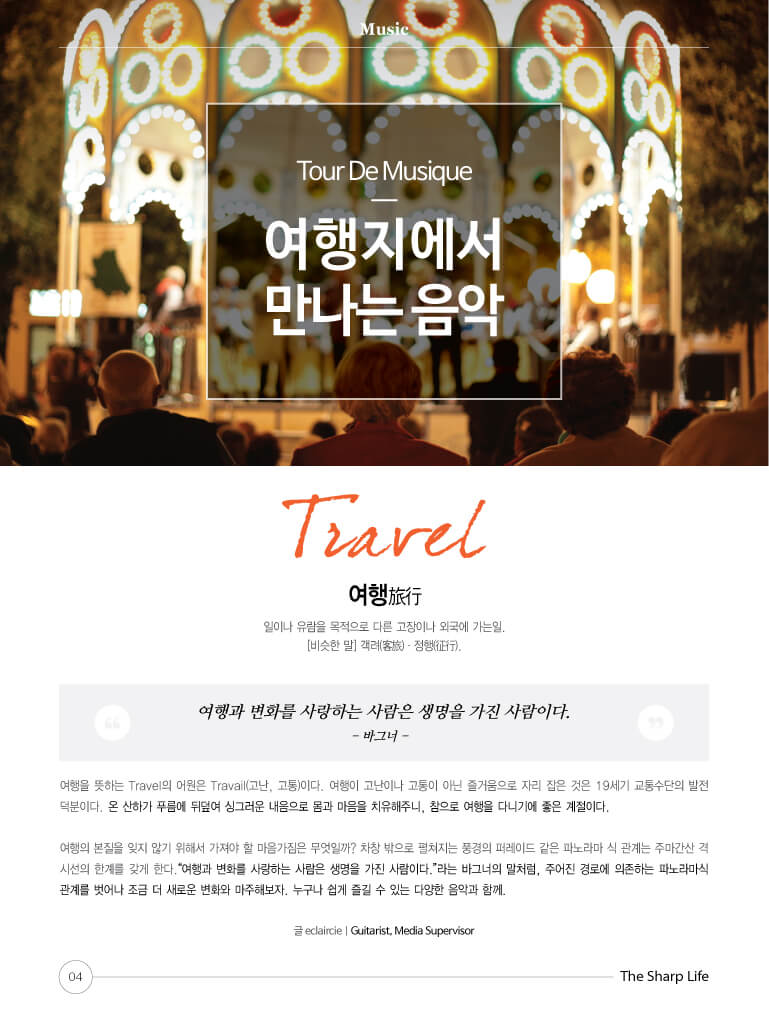 Music
Tour De Musique
여행지에서
만나는 음악
Travel
여행旅行
일이나 유람을 목적으로 다른 고장이나 외국에 가는일.
[비슷한 말] 객려(客旅) · 정행(征行).
여행과 변화를 사랑하는 사람은 생명을 가진 사람이다.
- 바그너 -
여행을 뜻하는 Travel의 어원은 Travail(고난, 고통)이다. 여행이 고난이나 고통이 아닌 즐거움으로 자리 잡은 것은 19세기 교통수단의 발전
덕분이다. 온 산하가 푸름에 뒤덮여 싱그러운 내음으로 몸과 마음을 치유해주니, 참으로 여행을 다니기에 좋은 계절이다.
여행의 본질을 잊지 않기 위해서 가져야 할 마음가짐은 무엇일까? 차창 밖으로 펼쳐지는 풍경의 퍼레이드 같은 파노라마 식 관계는 주마간산 격
시선의 한계를 갖게 한다.“여행과 변화를 사랑하는 사람은 생명을 가진 사람이다.”라는 바그너의 말처럼, 주어진 경로에 의존하는 파노라마식
관계를 벗어나 조금 더 새로운 변화와 마주해보자. 누구나 쉽게 즐길 수 있는 다양한 음악과 함께.
글 eclaircie | Guitarist, Media Supervisor
04
The Sharp Life